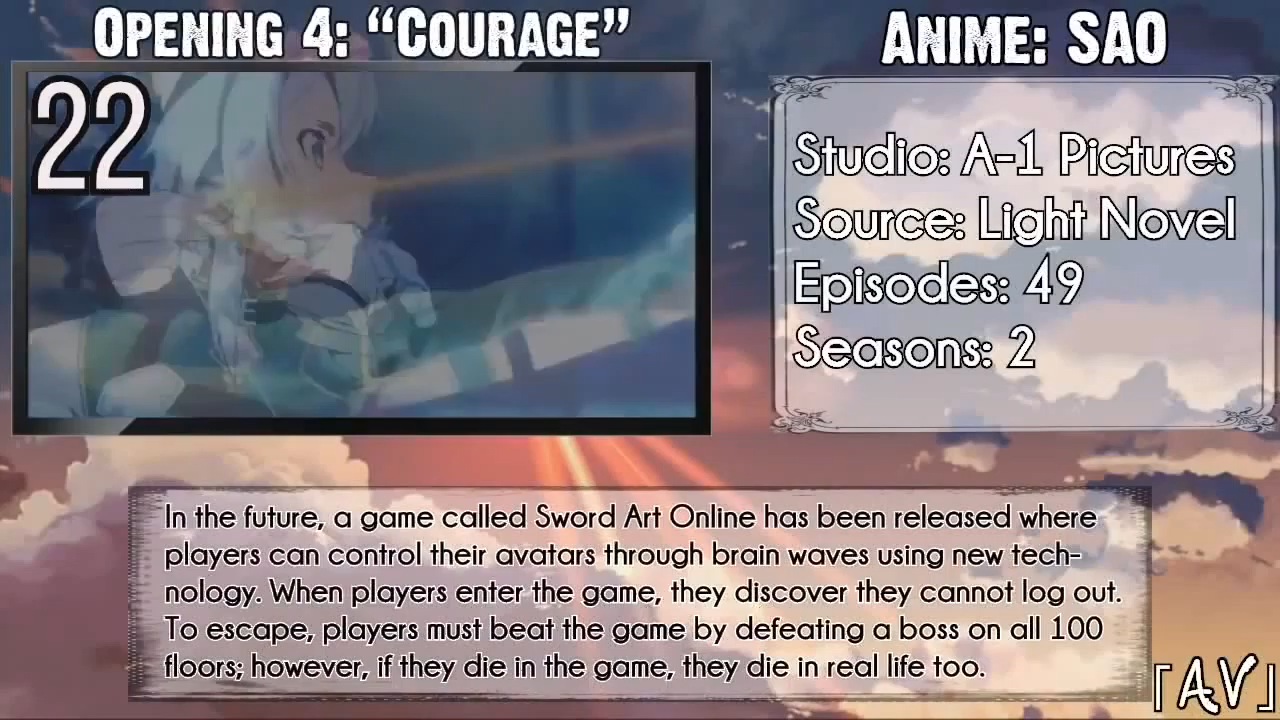 OPENING 4: “COURAGE”
ANIME: SAO
22
Studio: A-1 Pictures
Source: Light Novel
Episodes: 49
Seasons: 2
In the future, a game called Sword Art Online has been released where
players can control their avatars through brain waves using new tech-
nology. When players enter the game, they discover they cannot log out.
To escape, players must beat the game by defeating a boss on all 100
floors; however, if they die in the game, they die in real life too.
「AV」